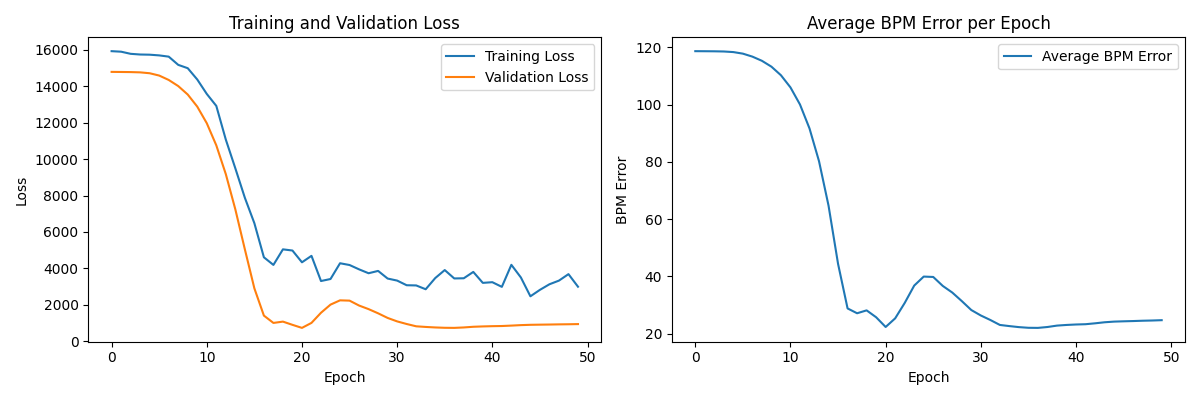 Training and Validation Loss
Training Loss
Validation Loss
16000
14000
12000
10000
8000
6000
4000
2000
0
Loss
0 10 20 30 40 50
Epoch
Average BPM Error per Epoch
Average BPM Error
120
100
80
60
40
20
BPM Error
0 10 20 30 40 50
Epoch